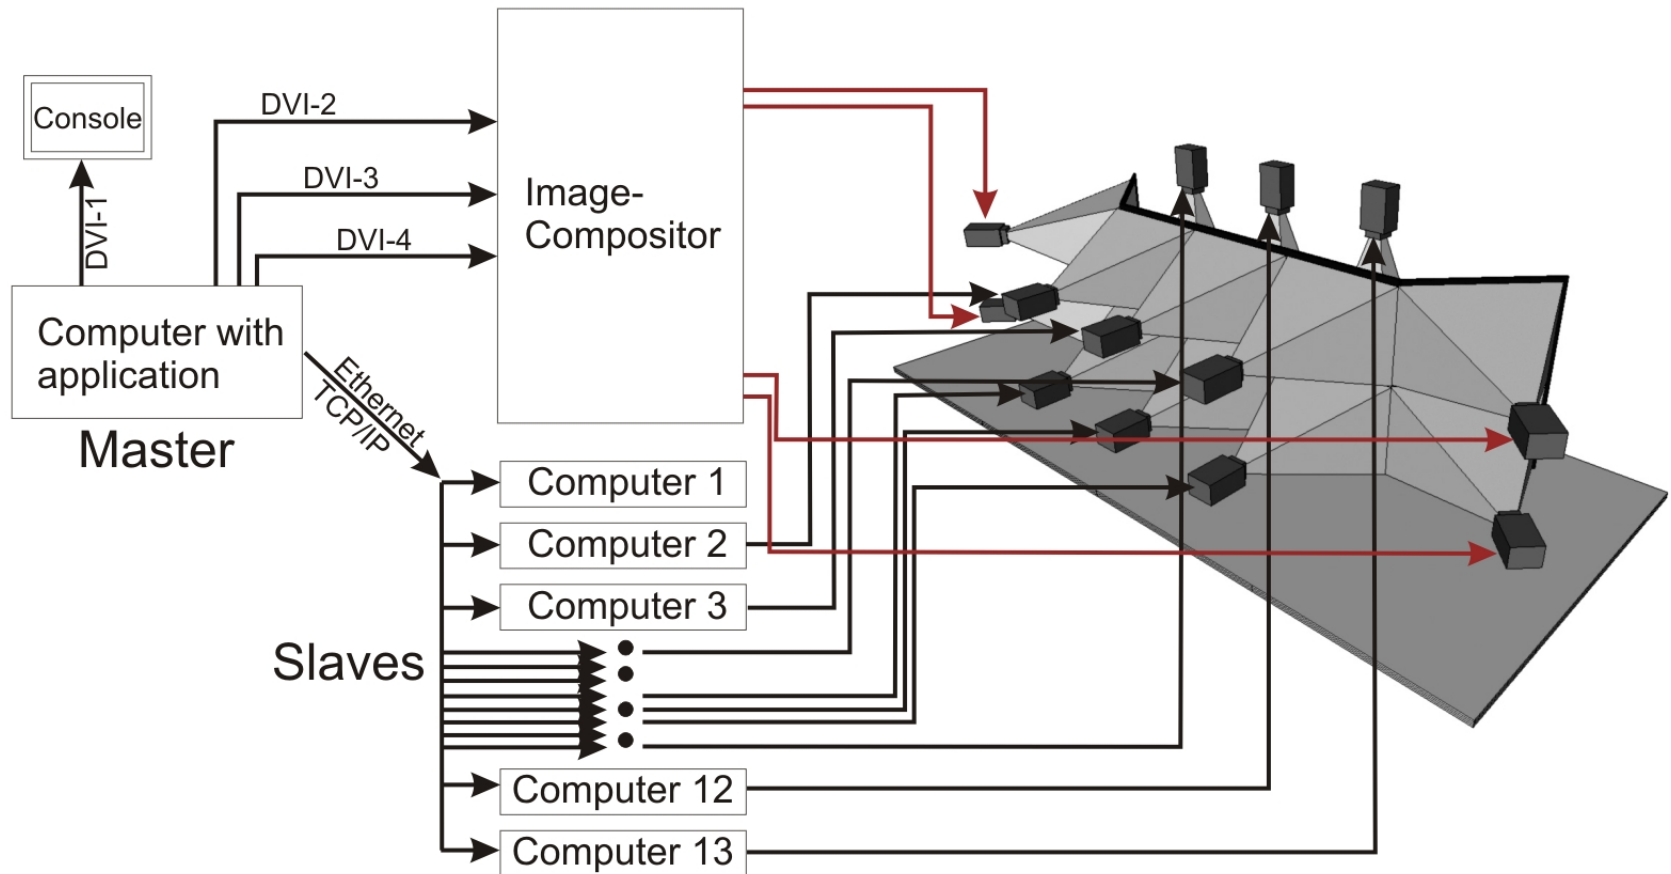 Console
DVI-1
DVI-2
DVI-3
DVI-4
Image-
Compositor
Computer with
application
Master
Ethernet
TCP/IP
Slaves
Computer 1
Computer 2
Computer 3
Computer 12
Computer 13